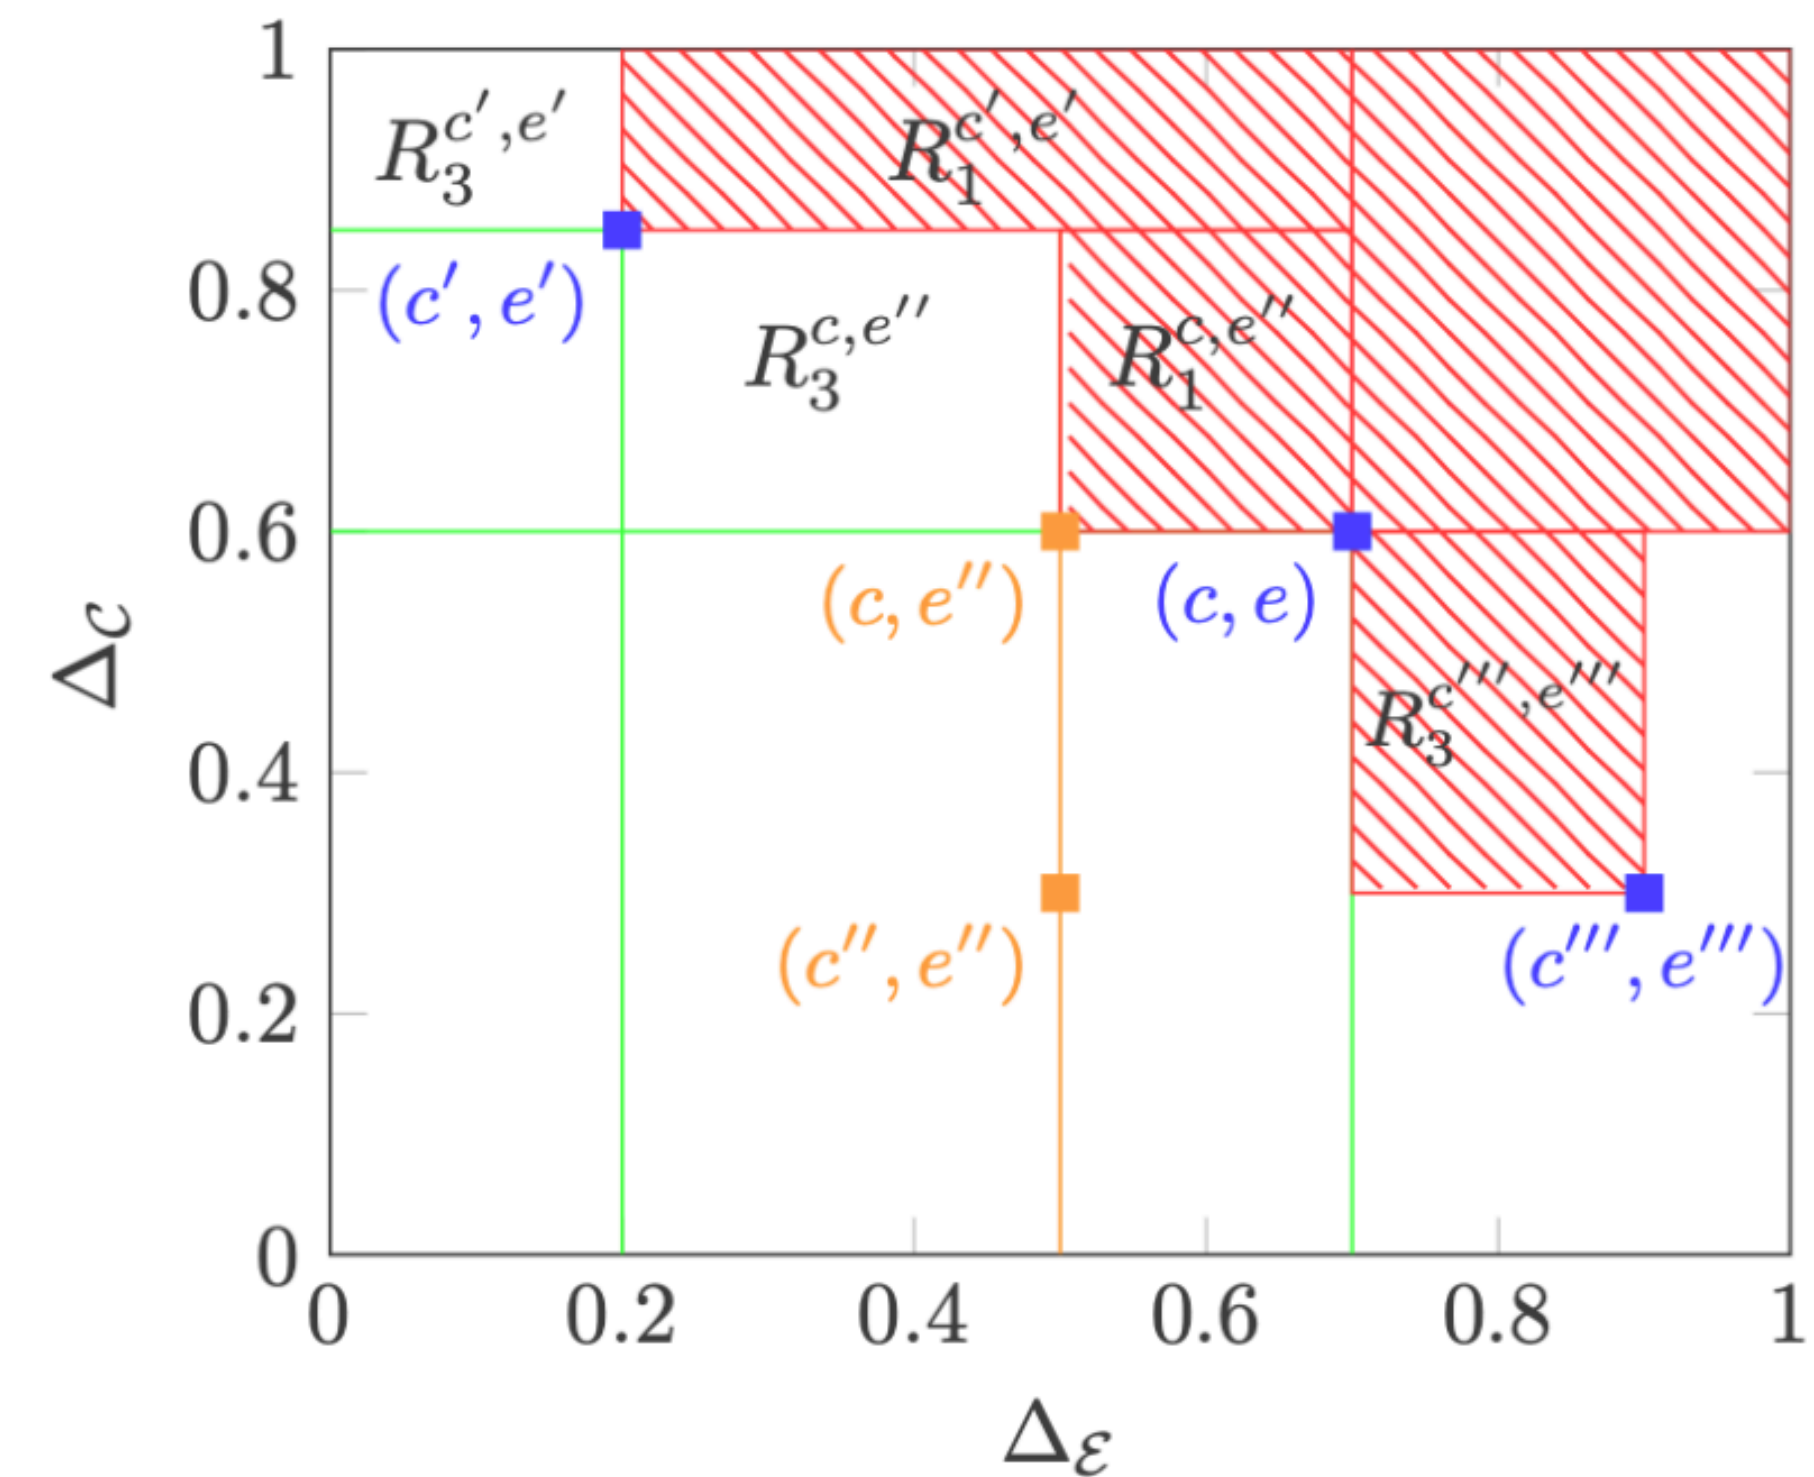 1
R_3^{c′,e′}
R_1^{c′,e′}
(c′, e′)
0.8
R_3^{c,e″}
R_1^{c,e″}
0.6
(c, e″)
(c, e)
Δ_𝒞
R_3^{c‴,e‴}
0.4
(c″, e″)
(c‴, e‴)
0.2
0
0 0.2 0.4 0.6 0.8 1
Δ_ℰ